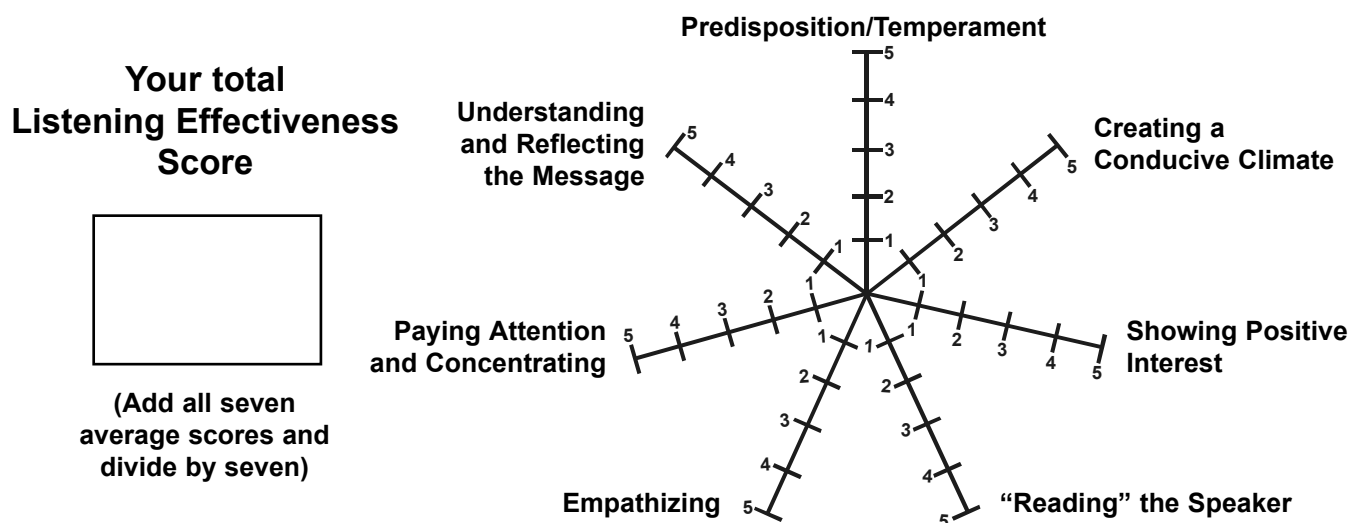 Your total
Listening Effectiveness
Score
(Add all seven
average scores and
divide by seven)
Predisposition/Temperament
5
4
3
2
1
Creating a
Conducive Climate
5
4
3
2
1
Showing Positive
Interest
1
2
3
4
5
“Reading” the Speaker
1
2
3
4
5
Empathizing
1
2
3
4
5
Paying Attention
and Concentrating
5
4
3
2
1
Understanding
and Reflecting
the Message
5
4
3
2
1